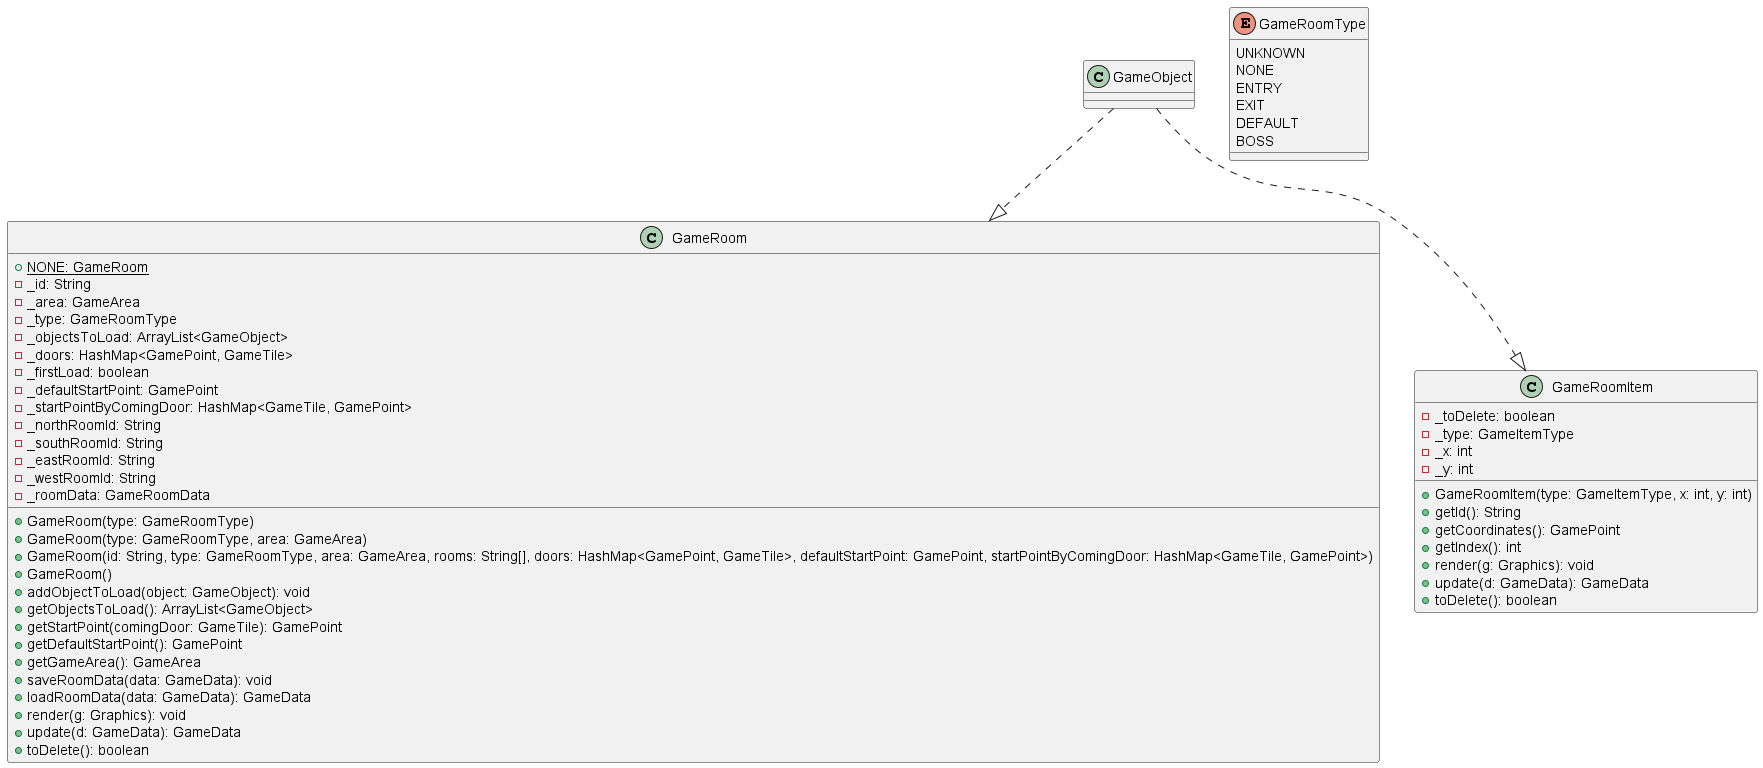 GameObject
GameRoomType
UNKNOWN
NONE
ENTRY
EXIT
DEFAULT
BOSS
GameRoom
NONE: GameRoom
_id: String
_area: GameArea
_type: GameRoomType
_objectsToLoad: ArrayList<GameObject>
_doors: HashMap<GamePoint, GameTile>
_firstLoad: boolean
_defaultStartPoint: GamePoint
_startPointByComingDoor: HashMap<GameTile, GamePoint>
_northRoomId: String
_southRoomId: String
_eastRoomId: String
_westRoomId: String
_roomData: GameRoomData
GameRoom(type: GameRoomType)
GameRoom(type: GameRoomType, area: GameArea)
GameRoom(id: String, type: GameRoomType, area: GameArea, rooms: String[], doors: HashMap<GamePoint, GameTile>, defaultStartPoint: GamePoint, startPointByComingDoor: HashMap<GameTile, GamePoint>)
GameRoom()
addObjectToLoad(object: GameObject): void
getObjectsToLoad(): ArrayList<GameObject>
getStartPoint(comingDoor: GameTile): GamePoint
getDefaultStartPoint(): GamePoint
getGameArea(): GameArea
saveRoomData(data: GameData): void
loadRoomData(data: GameData): GameData
render(g: Graphics): void
update(d: GameData): GameData
toDelete(): boolean
GameRoomItem
_toDelete: boolean
_type: GameItemType
_x: int
_y: int
GameRoomItem(type: GameItemType, x: int, y: int)
getId(): String
getCoordinates(): GamePoint
getIndex(): int
render(g: Graphics): void
update(d: GameData): GameData
toDelete(): boolean